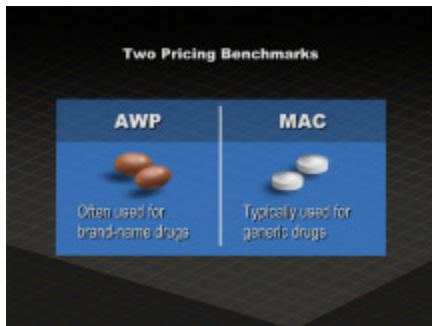 Two Pricing Benchmarks
AWP
Often used for
brand-name drugs
MAC
Typically used for
generic drugs